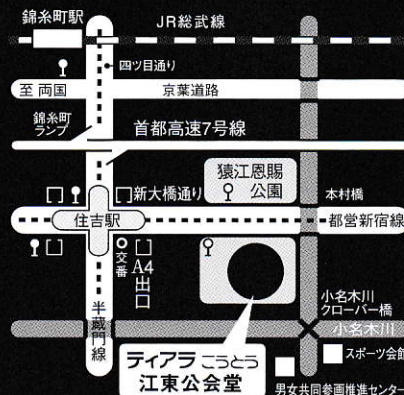 錦糸町駅
JR総武線
四ツ目通り
至 両国
京葉道路
錦糸町
ランプ
首都高速7号線
猿江恩賜
公園
新大橋通り
本村橋
住吉駅
都営新宿線
交番
A4
出口
小名木川
クローバー橋
半蔵門線
小名木川
ティアラ こうとう
江東公会堂
スポーツ会館
男女共同参画推進センター